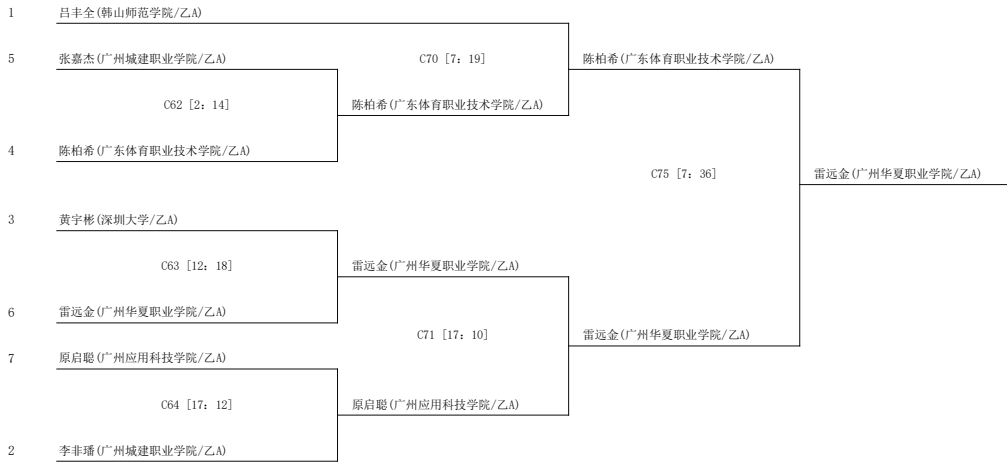 1 吕丰全(韩山师范学院/乙A)
5 张嘉杰(广州城建职业学院/乙A) C70 [7: 19] 陈柏希(广东体育职业技术学院/乙A)
C62 [2: 14] 陈柏希(广东体育职业技术学院/乙A)
4 陈柏希(广东体育职业技术学院/乙A)
C75 [7: 36] 雷远金(广州华夏职业学院/乙A)
3 黄宇彬(深圳大学/乙A)
C63 [12: 18] 雷远金(广州华夏职业学院/乙A)
6 雷远金(广州华夏职业学院/乙A)
C71 [17: 10] 雷远金(广州华夏职业学院/乙A)
7 原启聪(广州应用科技学院/乙A)
C64 [17: 12] 原启聪(广州应用科技学院/乙A)
2 李非璠(广州城建职业学院/乙A)